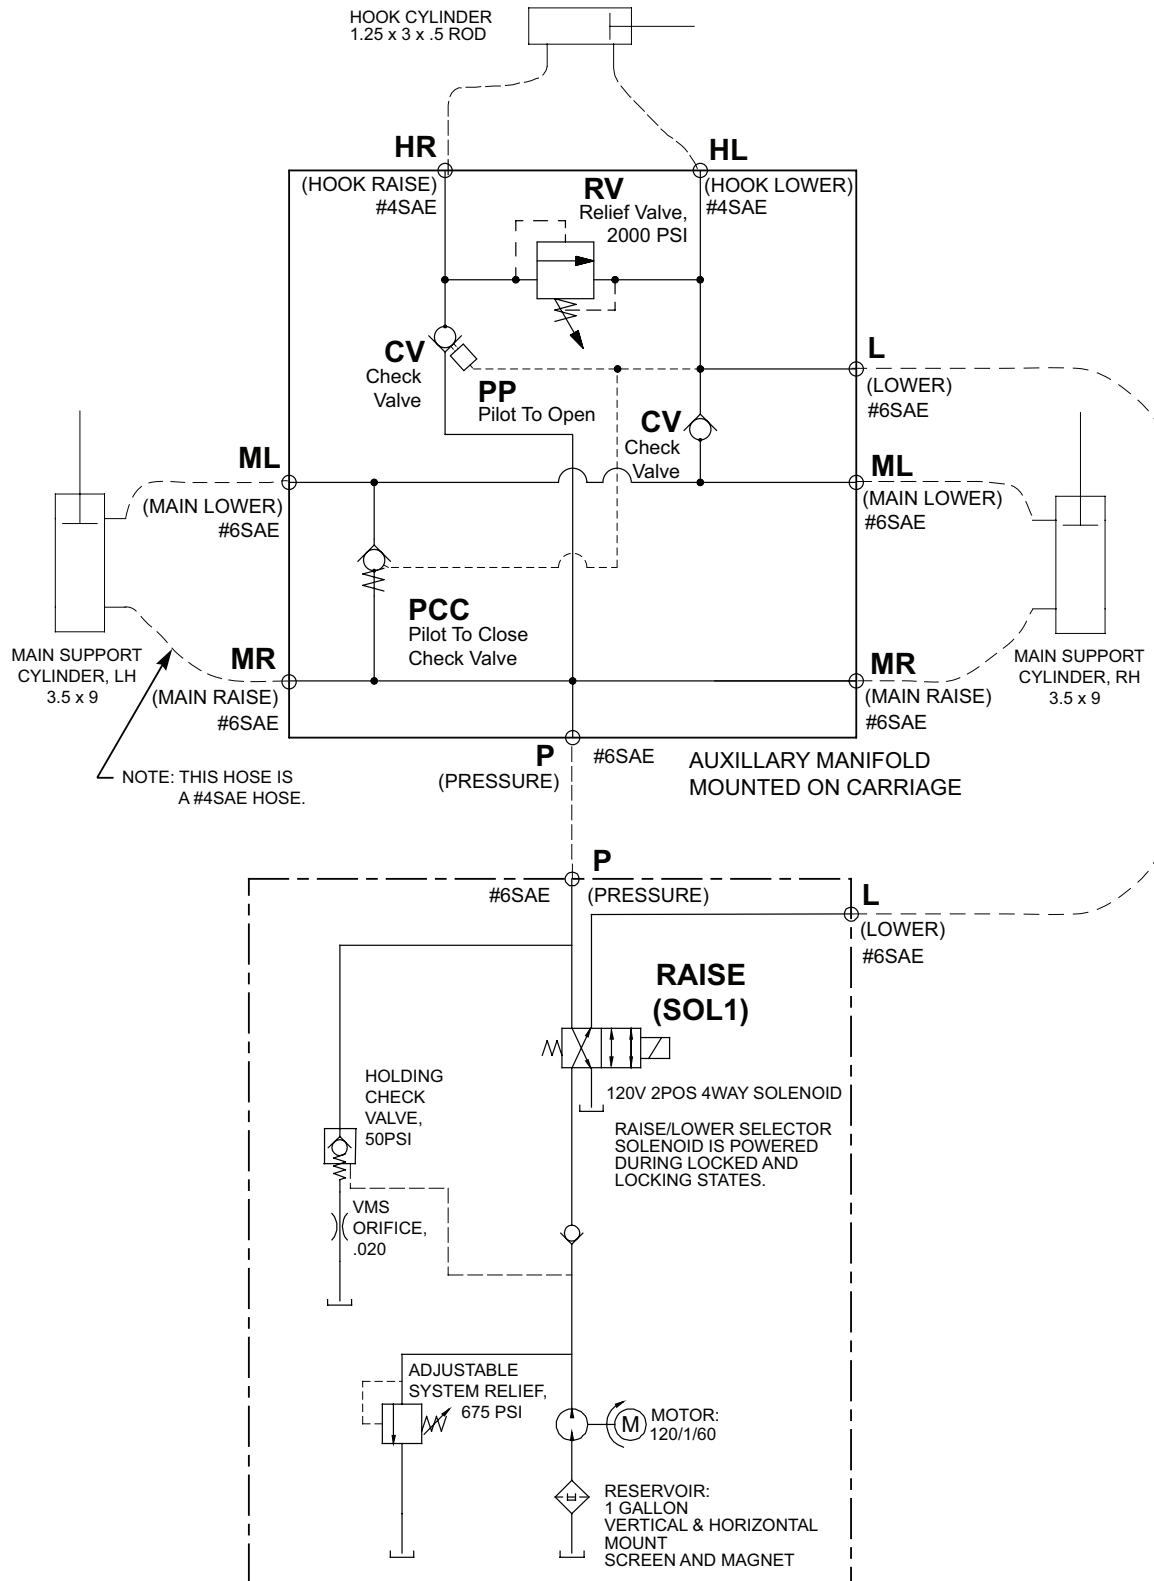 HOOK CYLINDER
1.25 x 3 x .5 ROD
HR
(HOOK RAISE)
#4SAE
HL
(HOOK LOWER)
#4SAE
RV
Relief Valve,
2000 PSI
CV
Check
Valve
PP
Pilot To Open
CV
Check
Valve
L
(LOWER)
#6SAE
ML
(MAIN LOWER)
#6SAE
ML
(MAIN LOWER)
#6SAE
PCC
Pilot To Close
Check Valve
MAIN SUPPORT
CYLINDER, LH
3.5 x 9
MR
(MAIN RAISE)
#6SAE
MR
(MAIN RAISE)
#6SAE
MAIN SUPPORT
CYLINDER, RH
3.5 x 9
NOTE: THIS HOSE IS
A #4SAE HOSE.
P
(PRESSURE)
#6SAE
AUXILLARY MANIFOLD
MOUNTED ON CARRIAGE
P
#6SAE
(PRESSURE)
L
(LOWER)
#6SAE
RAISE
(SOL1)
120V 2POS 4WAY SOLENOID
RAISE/LOWER SELECTOR
SOLENOID IS POWERED
DURING LOCKED AND
LOCKING STATES.
HOLDING
CHECK
VALVE,
50PSI
VMS
ORIFICE,
.020
ADJUSTABLE
SYSTEM RELIEF,
675 PSI
M
MOTOR:
120/1/60
RESERVOIR:
1 GALLON
VERTICAL & HORIZONTAL
MOUNT
SCREEN AND MAGNET